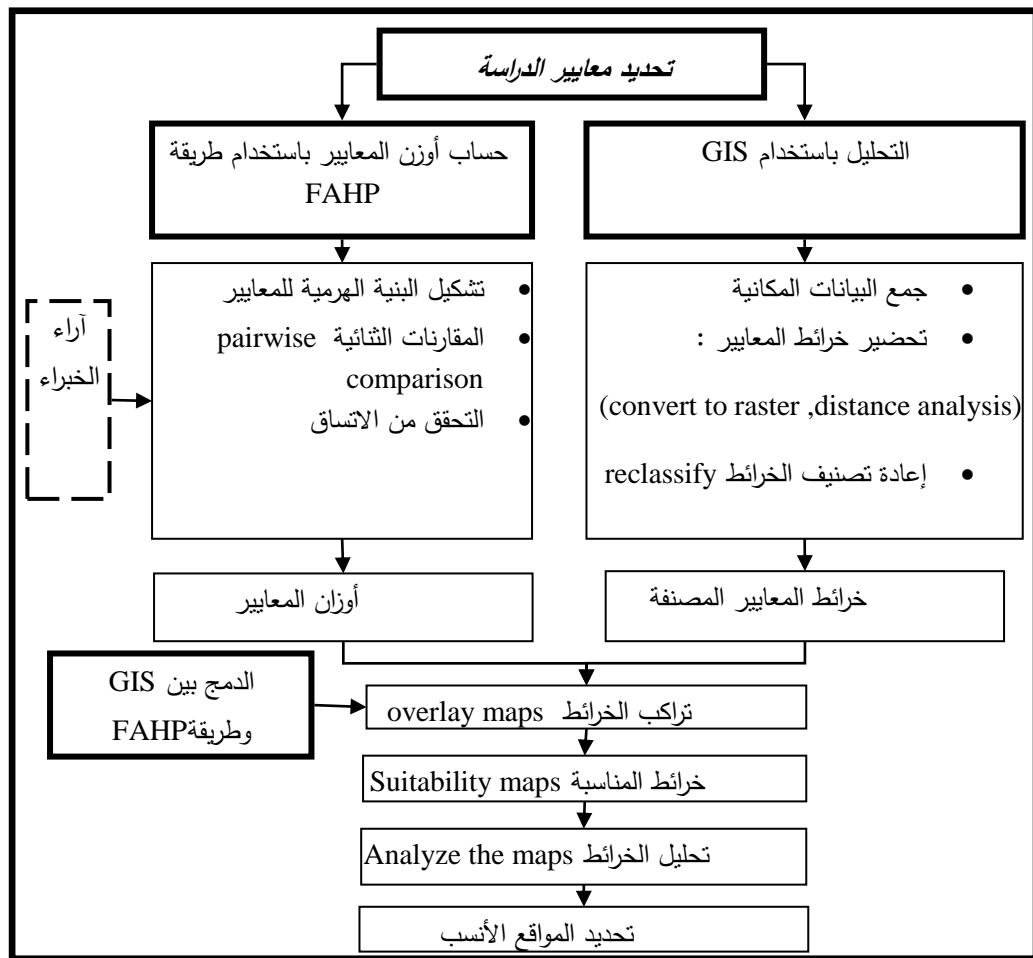 تحديد معايير الدراسة
التحليل باستخدام GIS
حساب أوزن المعايير باستخدام طريقة
FAHP
• جمع البيانات المكانية
• تحضير خرائط المعايير :
(convert to raster ,distance analysis)
• إعادة تصنيف الخرائط reclassify
• تشكيل البنية الهرمية للمعايير
• المقارنات الثنائية pairwise
comparison
• التحقق من الاتساق
آراء
الخبراء
خرائط المعايير المصنفة
أوزان المعايير
الدمج بين GIS
وطريقةFAHP
تراكب الخرائط overlay maps
خرائط المناسبة Suitability maps
تحليل الخرائط Analyze the maps
تحديد المواقع الأنسب